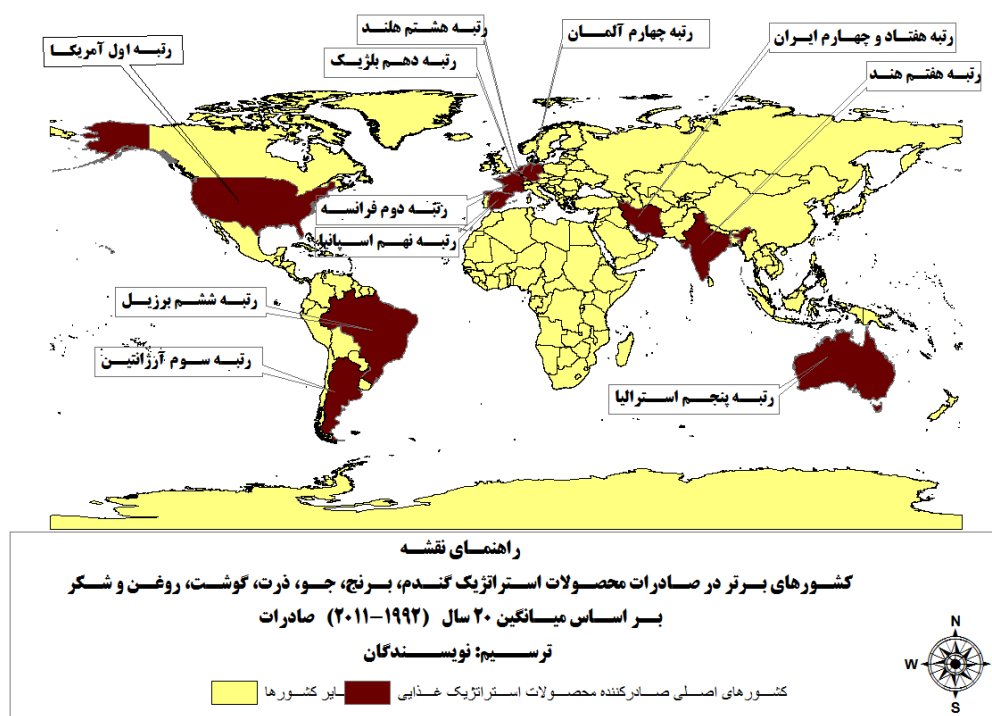 رتبه هشتم هلند
رتبه چهارم آلمان
رتبه هفتاد و چهارم ایران
رتبه اول آمریکا
رتبه دهم بلژیک
رتبه هفتم هند
رتبه دوم فرانسه
رتبه نهم اسپانیا
رتبه ششم برزیل
رتبه سوم آرژانتین
رتبه پنجم استرالیا
راهنمای نقشه
کشورهای برتر در صادرات محصولات استراتژیک گندم، برنج، جو، ذرت، گوشت، روغن و شکر
بر اساس میانگین ۲۰ سال (۱۹۹۲-۲۰۱۱) صادرات
ترسیم: نویسندگان
کشورهای اصلی صادرکننده محصولات استراتژیک غذایی
ایر کشورها
N
W
E
S